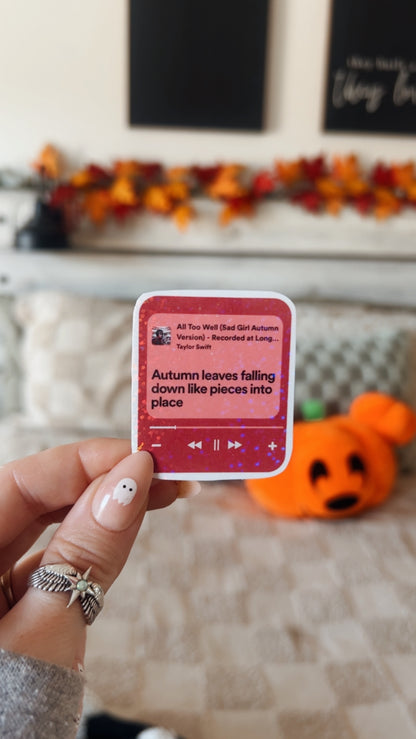 All Too Well (Sad Girl Autumn
Version) - Recorded at Long...
Taylor Swift
Autumn leaves falling
down like pieces into
place